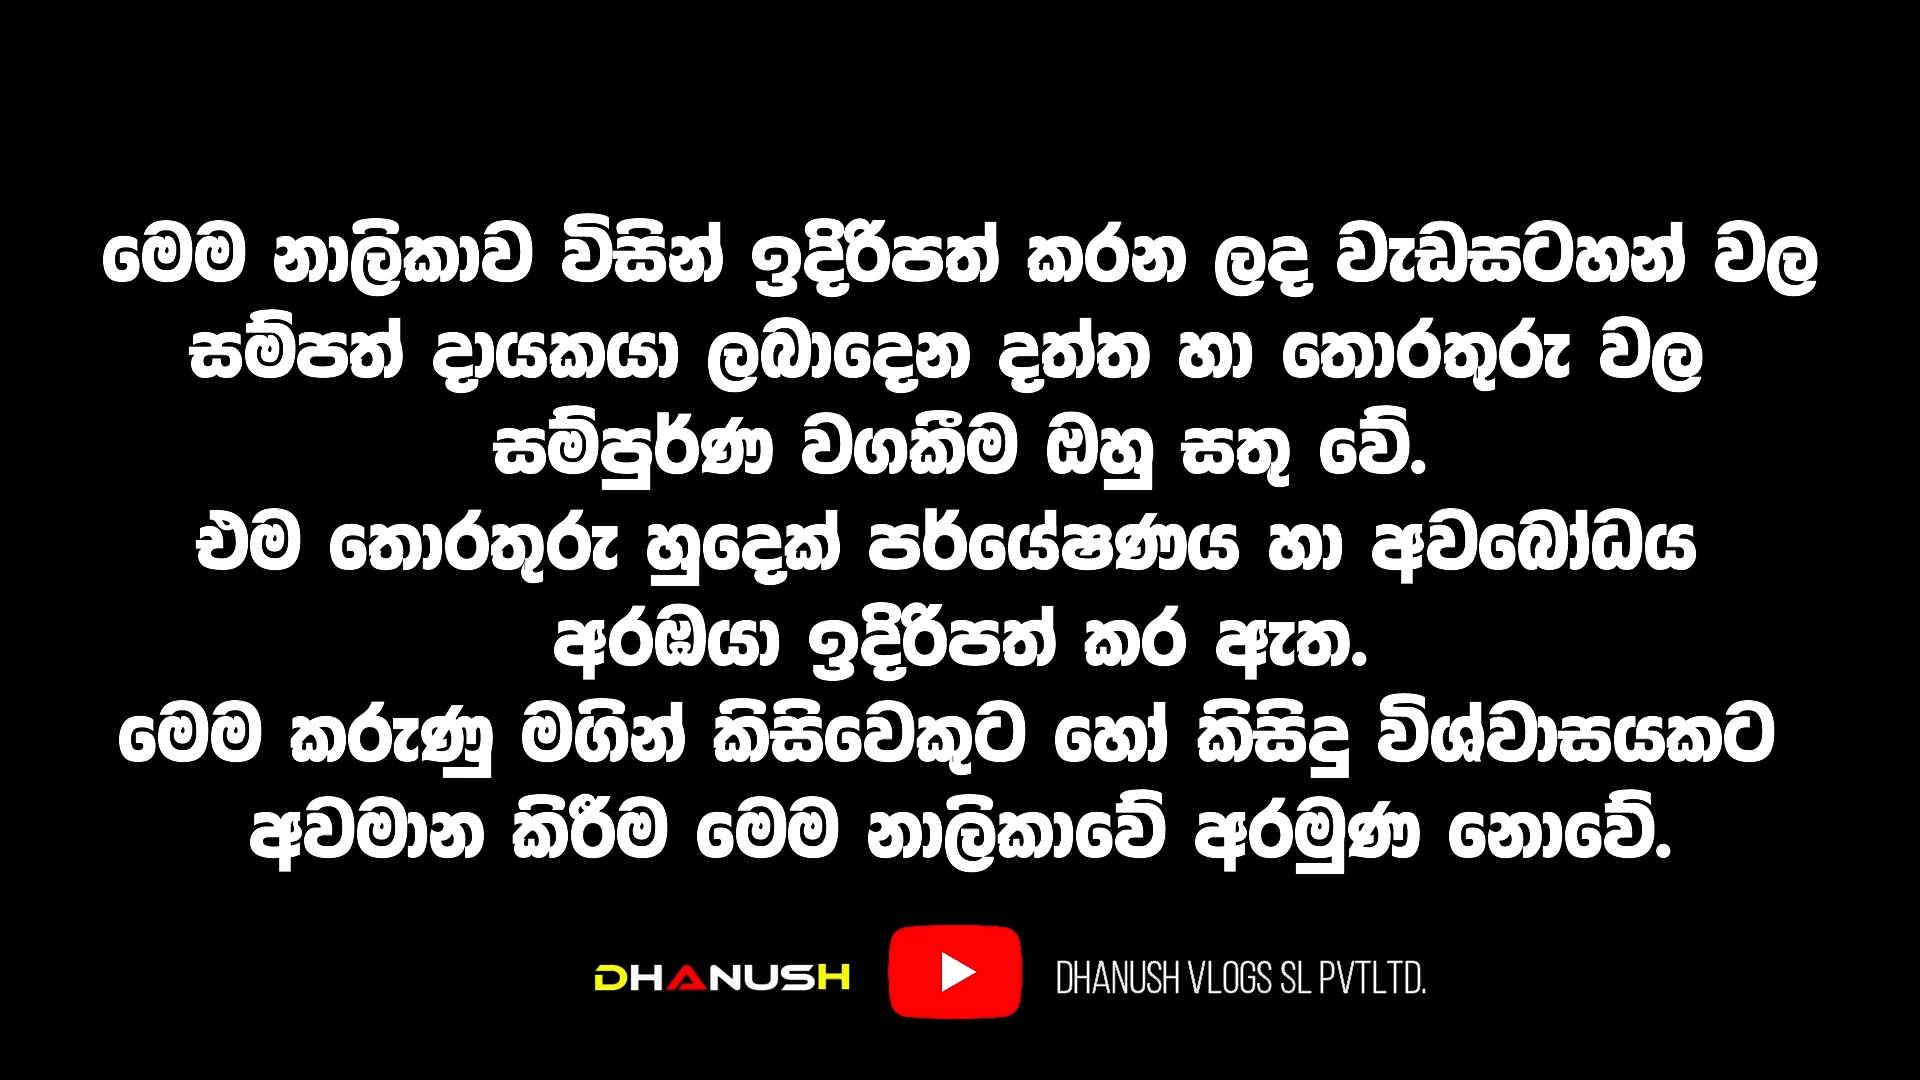 මෙම නාලිකාව විසින් ඉදිරිපත් කරන ලද වැඩසටහන් වල
සම්පත් දායකයා ලබාදෙන දත්ත හා තොරතුරු වල
සම්පුර්ණ වගකීම ඔහු සතු වේ.
එම තොරතුරු හුදෙක් පර්යේෂණය හා අවබෝධය
අරඹයා ඉදිරිපත් කර ඇත.
මෙම කරුණු මගින් කිසිවෙකුට හෝ කිසිදු විශ්වාසයකට
අවමාන කිරීම මෙම නාලිකාවේ අරමුණ නොවේ.
DHANUSH DHANUSH VLOGS SL PVTLTD.